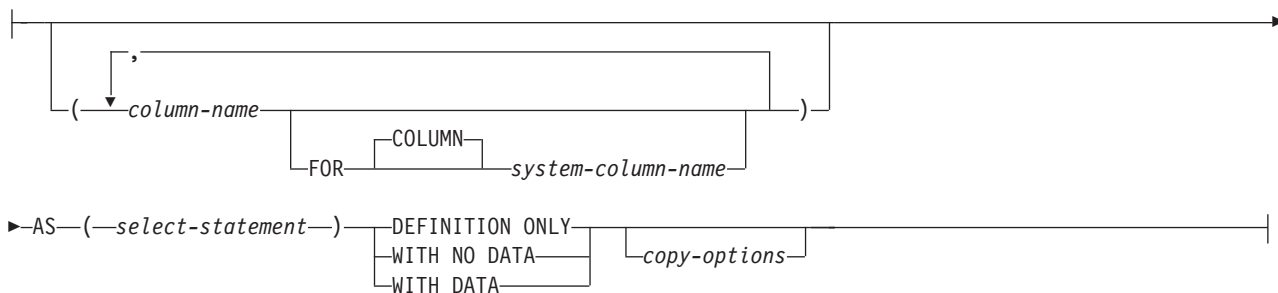 ,
( column-name )
COLUMN
FOR system-column-name
AS ( select-statement ) DEFINITION ONLY
WITH NO DATA copy-options
WITH DATA